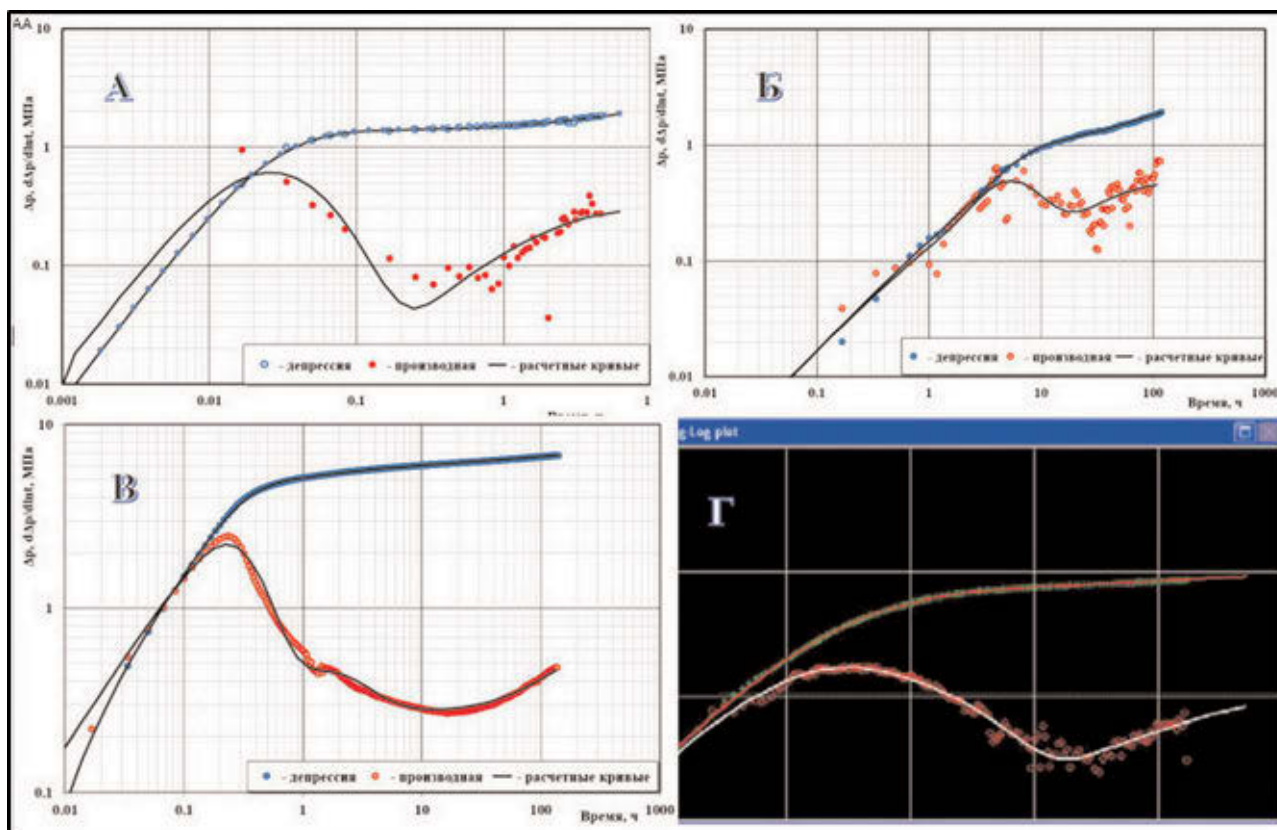 АА
А
Δp, dΔp/dlnt, МПа
10
1
0.1
0.01
0.001
0.01
0.1
1
1
- депрессия
- производная
- расчетные кривые
Б
Δp, dΔp/dlnt, МПа
10
1
0.1
0.01
0.01
0.1
1
10
100
1000
Время, ч
- депрессия
- производная
- расчетные кривые
В
Δp, dΔp/dlnt, МПа
10
1
0.1
0.01
0.1
1
10
100
1000
Время, ч
- депрессия
- производная
- расчетные кривые
g-Log plot
Г